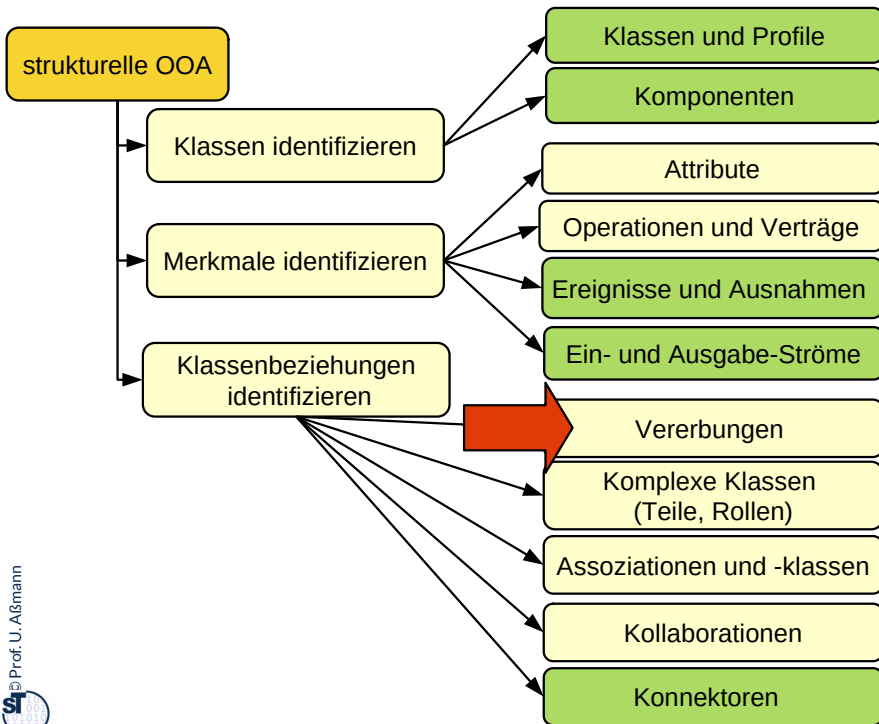 strukturelle OOA
Klassen identifizieren
Merkmale identifizieren
Klassenbeziehungen
identifizieren
Klassen und Profile
Komponenten
Attribute
Operationen und Verträge
Ereignisse und Ausnahmen
Ein- und Ausgabe-Ströme
Vererbungen
Komplexe Klassen
(Teile, Rollen)
Assoziationen und -klassen
Kollaborationen
Konnektoren
© Prof. U. Aßmann
ST